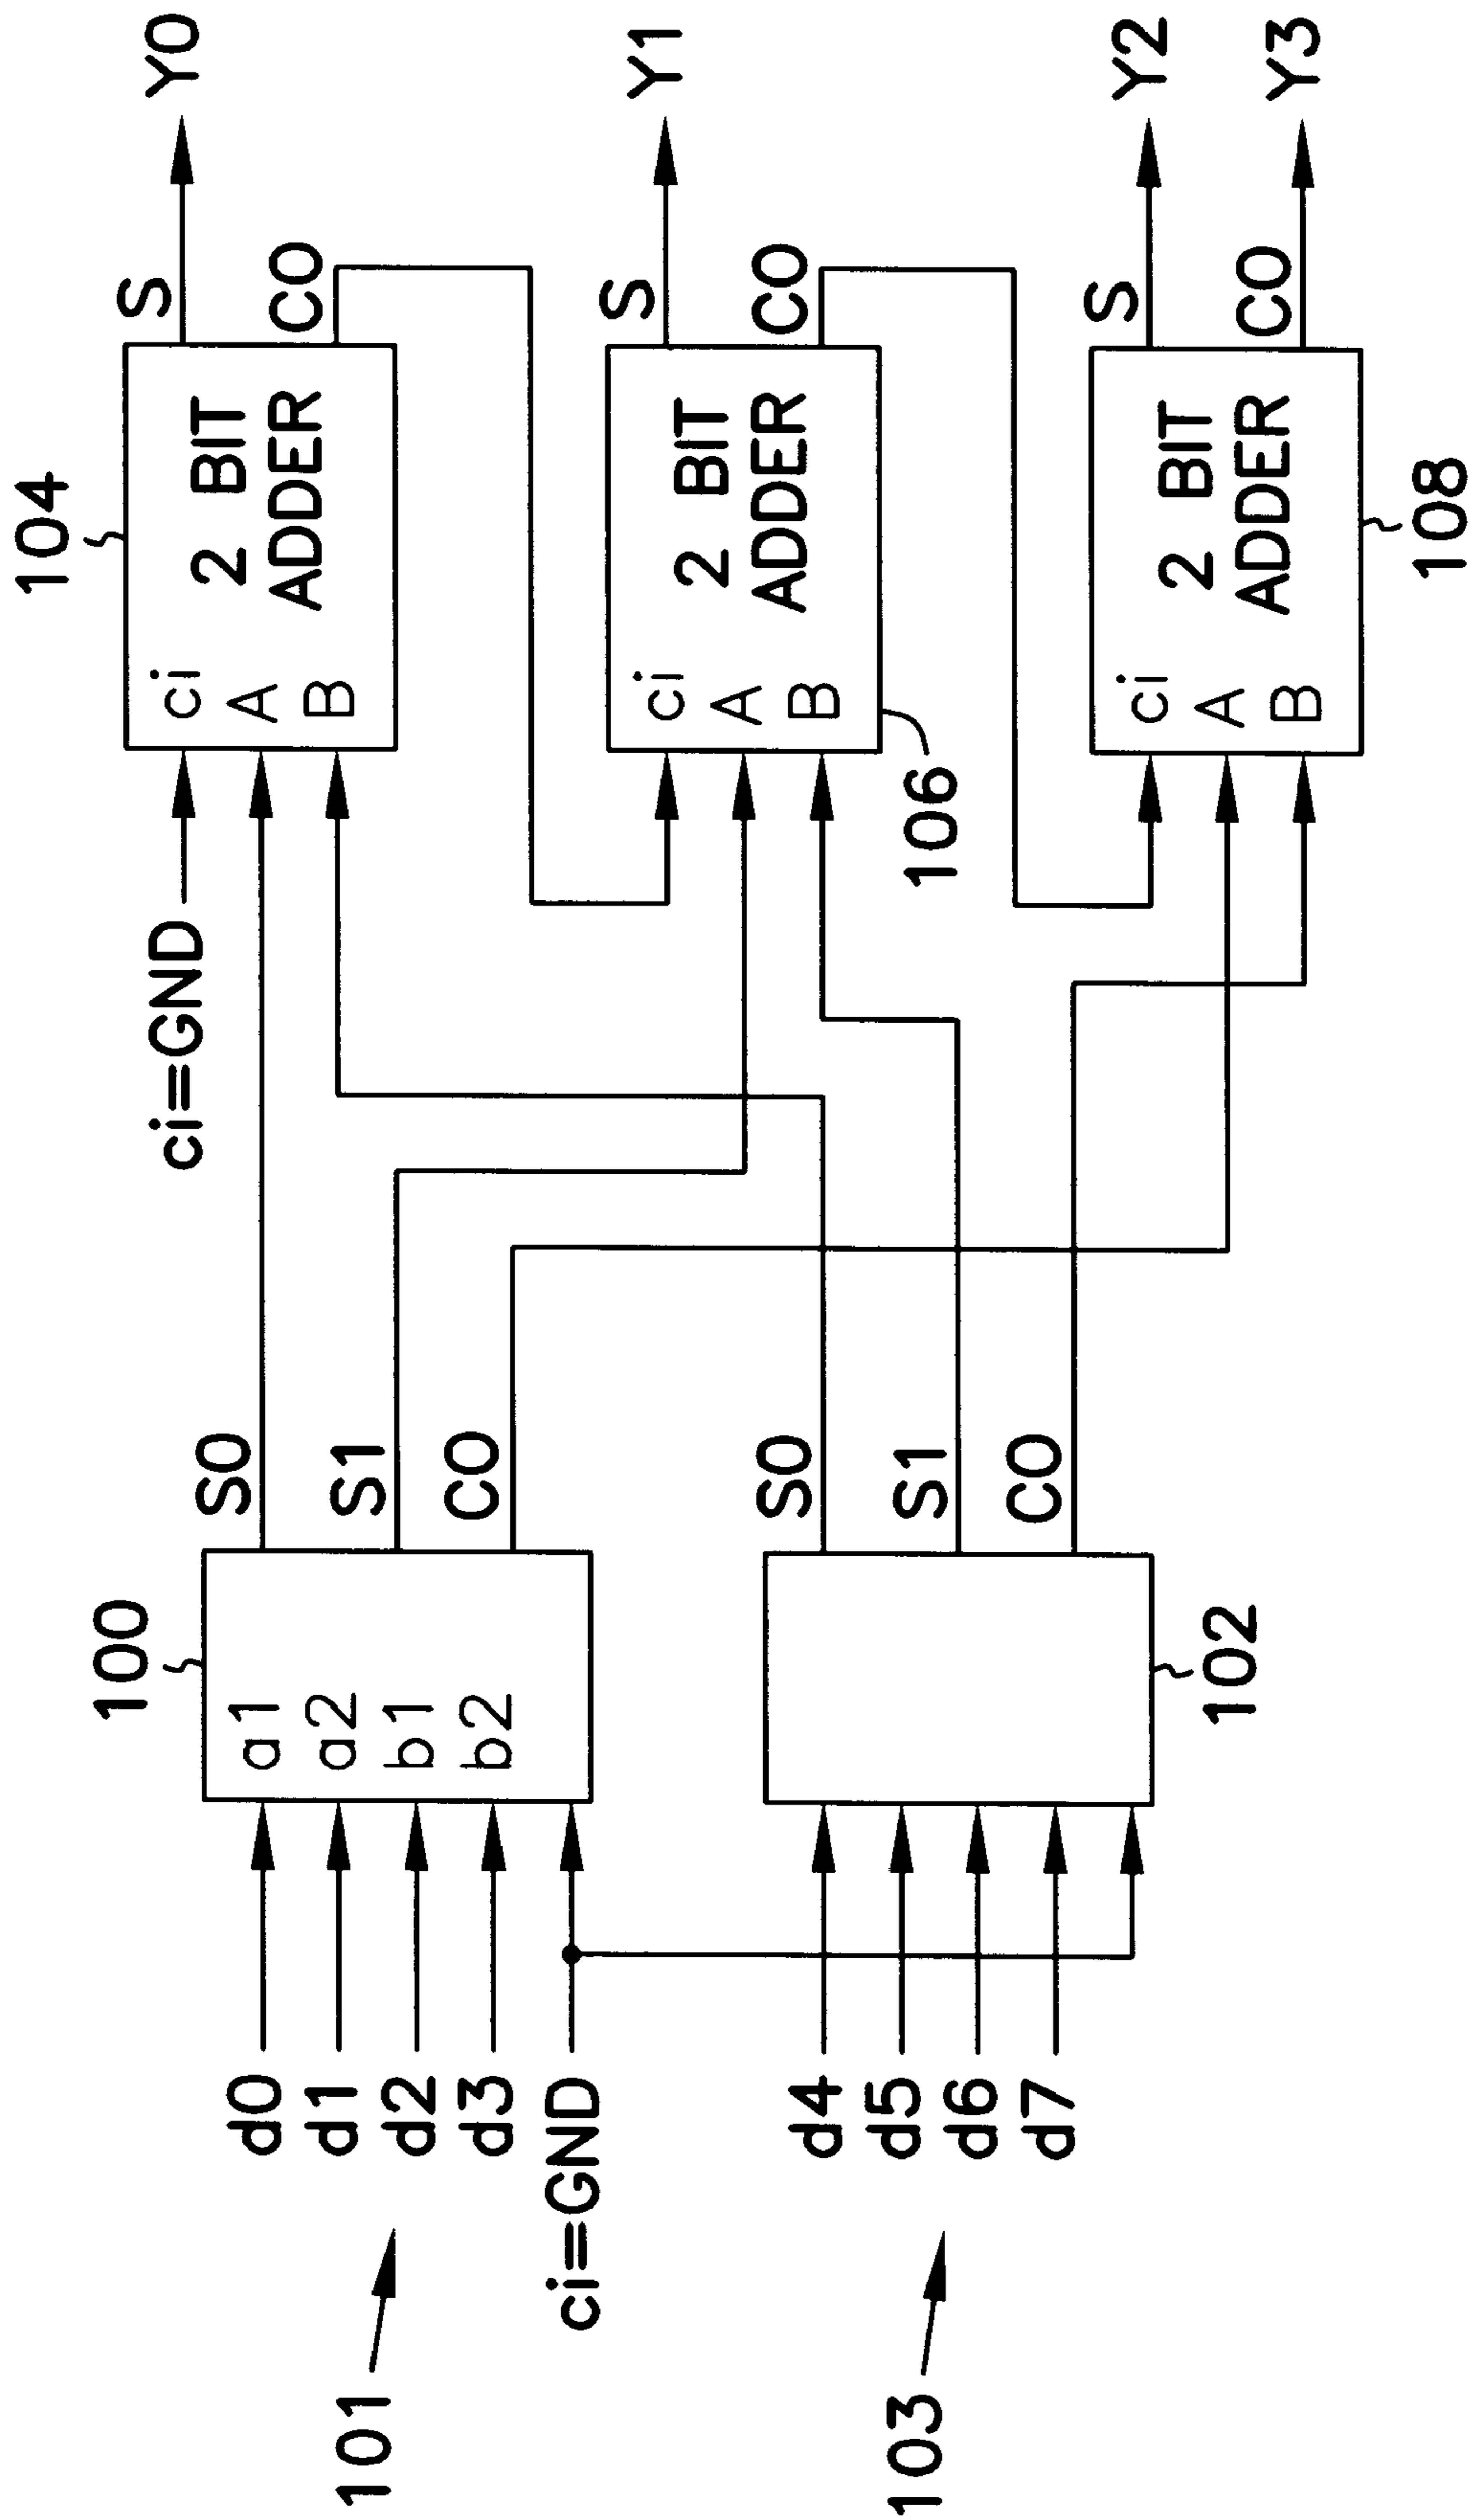 101
d0
d1
d2
d3
ci=GND
103
d4
d5
d6
d7
100
a1
a2
b1
b2
S0
S1
CO
102
S0
S1
CO
ci=GND
104
ci
A
B
2 BIT
ADDER
S
CO
Y0
106
ci
A
B
2 BIT
ADDER
S
CO
Y1
108
ci
A
B
2 BIT
ADDER
S
CO
Y2
Y3